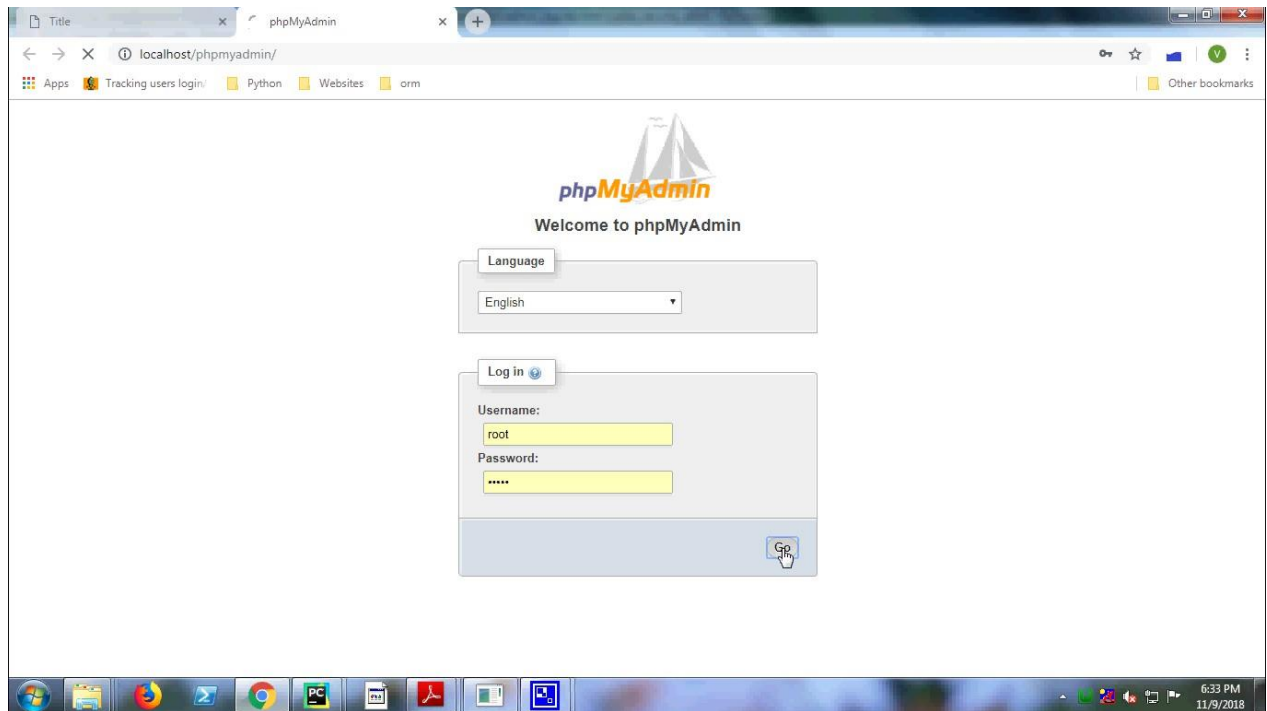 Title
phpMyAdmin
localhost/phpmyadmin/
V
Apps Tracking users login/ Python Websites orm Other bookmarks
phpMyAdmin
Welcome to phpMyAdmin
Language
English
Log in
Username:
root
Password:
•••••
Go
PC
6:33 PM
11/9/2018